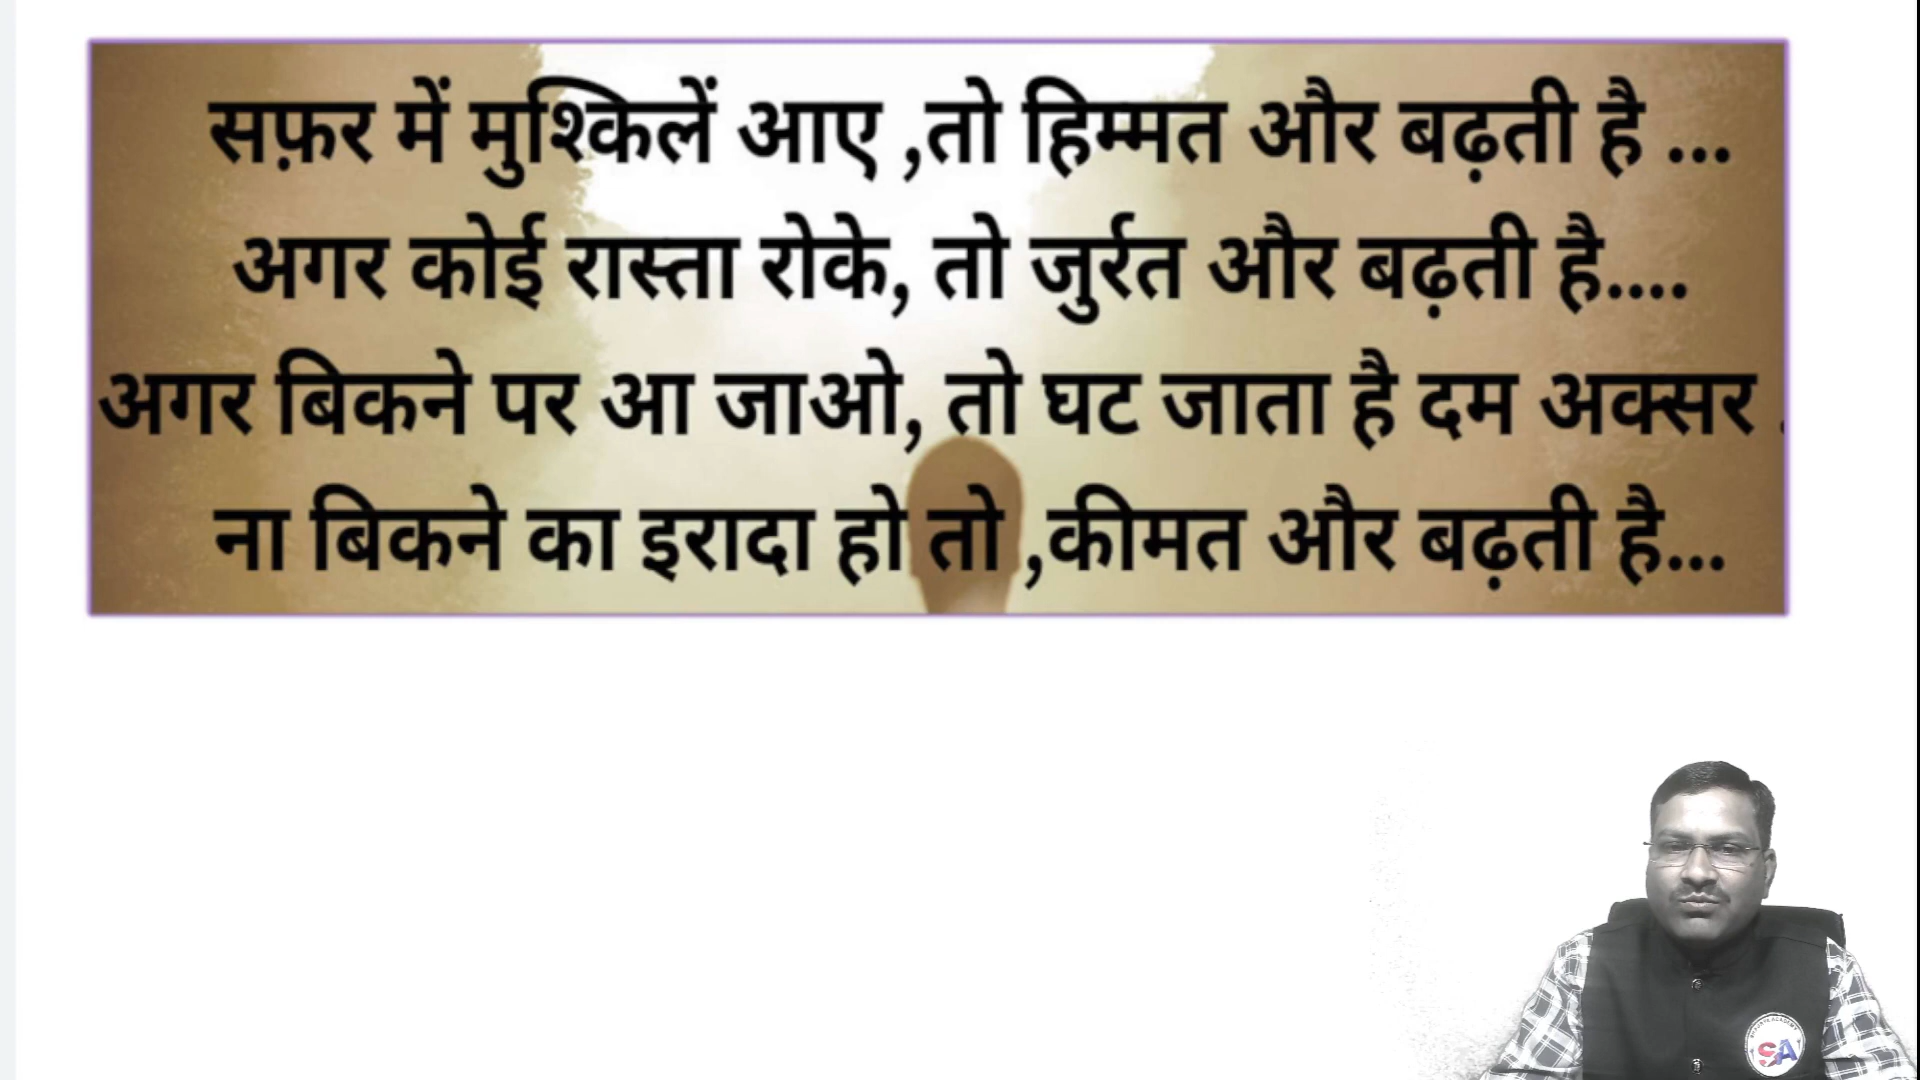 सफ़र में मुश्किलें आए ,तो हिम्मत और बढ़ती है ...
अगर कोई रास्ता रोके, तो जुर्रत और बढ़ती है....
अगर बिकने पर आ जाओ, तो घट जाता है दम अक्सर .
ना बिकने का इरादा हो तो ,कीमत और बढ़ती है...
SA